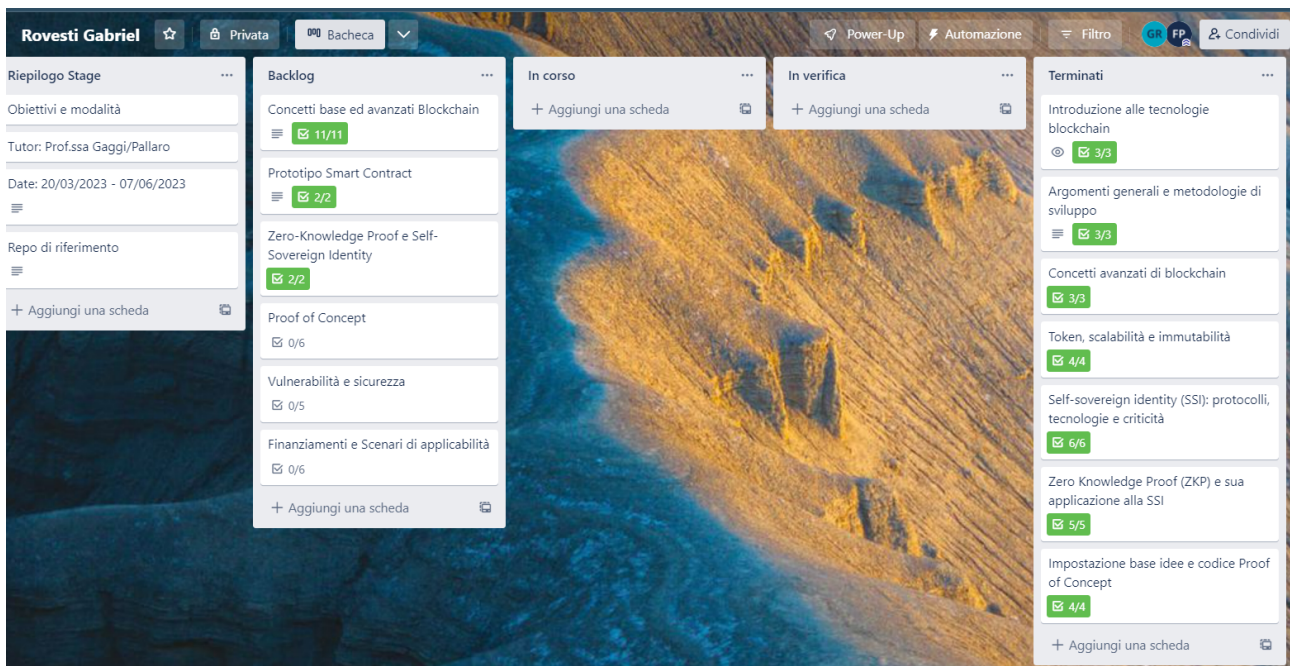 Rovesti Gabriel
Privata
Bacheca
Power-Up
Automazione
Filtro
GR
FP
Condividi
Riepilogo Stage
Obiettivi e modalità
Tutor: Prof.ssa Gaggi/Pallaro
Date: 20/03/2023 - 07/06/2023
Repo di riferimento
+ Aggiungi una scheda
Backlog
Concetti base ed avanzati Blockchain
11/11
Prototipo Smart Contract
2/2
Zero-Knowledge Proof e Self-
Sovereign Identity
2/2
Proof of Concept
0/6
Vulnerabilità e sicurezza
0/5
Finanziamenti e Scenari di applicabilità
0/6
+ Aggiungi una scheda
In corso
+ Aggiungi una scheda
In verifica
+ Aggiungi una scheda
Terminati
Introduzione alle tecnologie
blockchain
3/3
Argomenti generali e metodologie di
sviluppo
3/3
Concetti avanzati di blockchain
3/3
Token, scalabilità e immutabilità
4/4
Self-sovereign identity (SSI): protocolli,
tecnologie e criticità
6/6
Zero Knowledge Proof (ZKP) e sua
applicazione alla SSI
5/5
Impostazione base idee e codice Proof
of Concept
4/4
+ Aggiungi una scheda